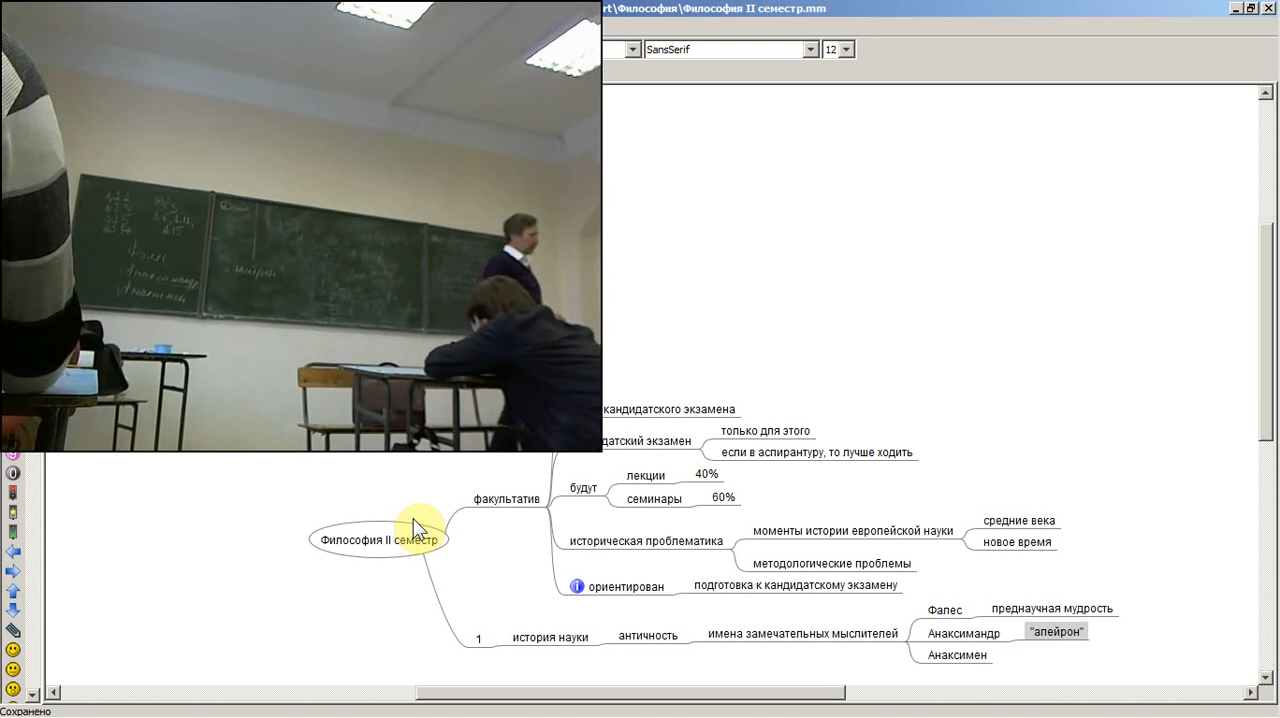 rt\Философия\Философия II семестр.mm
SansSerif
12
кандидатского экзамена
датский экзамен
только для этого
если в аспирантуру, то лучше ходить
факультатив
будут
лекции
40%
семинары
60%
историческая проблематика
моменты истории европейской науки
средние века
новое время
методологические проблемы
ориентирован
подготовка к кандидатскому экзамену
Философия II семестр
1
история науки
античность
имена замечательных мыслителей
Фалес
преднаучная мудрость
Анаксимандр
"апейрон"
Анаксимен
Сохранено